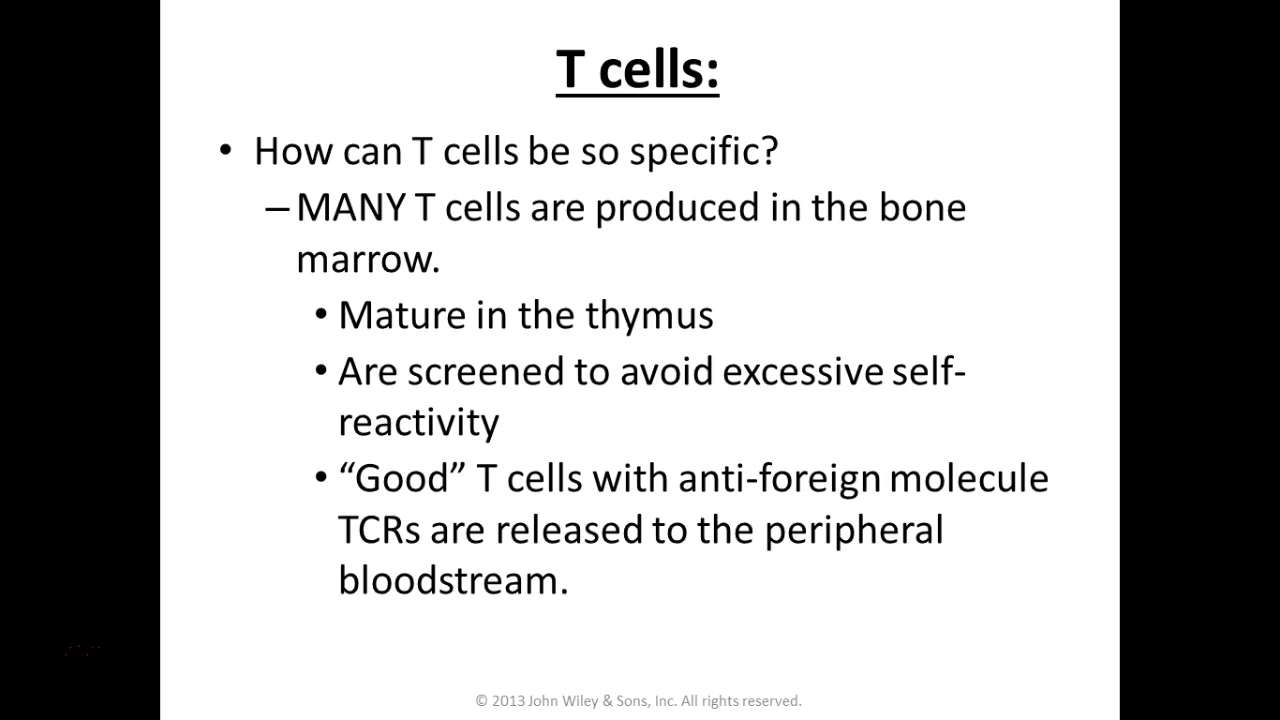 T cells:
• How can T cells be so specific?
– MANY T cells are produced in the bone
marrow.
• Mature in the thymus
• Are screened to avoid excessive self-
reactivity
• “Good” T cells with anti-foreign molecule
TCRs are released to the peripheral
bloodstream.
© 2013 John Wiley & Sons, Inc. All rights reserved.